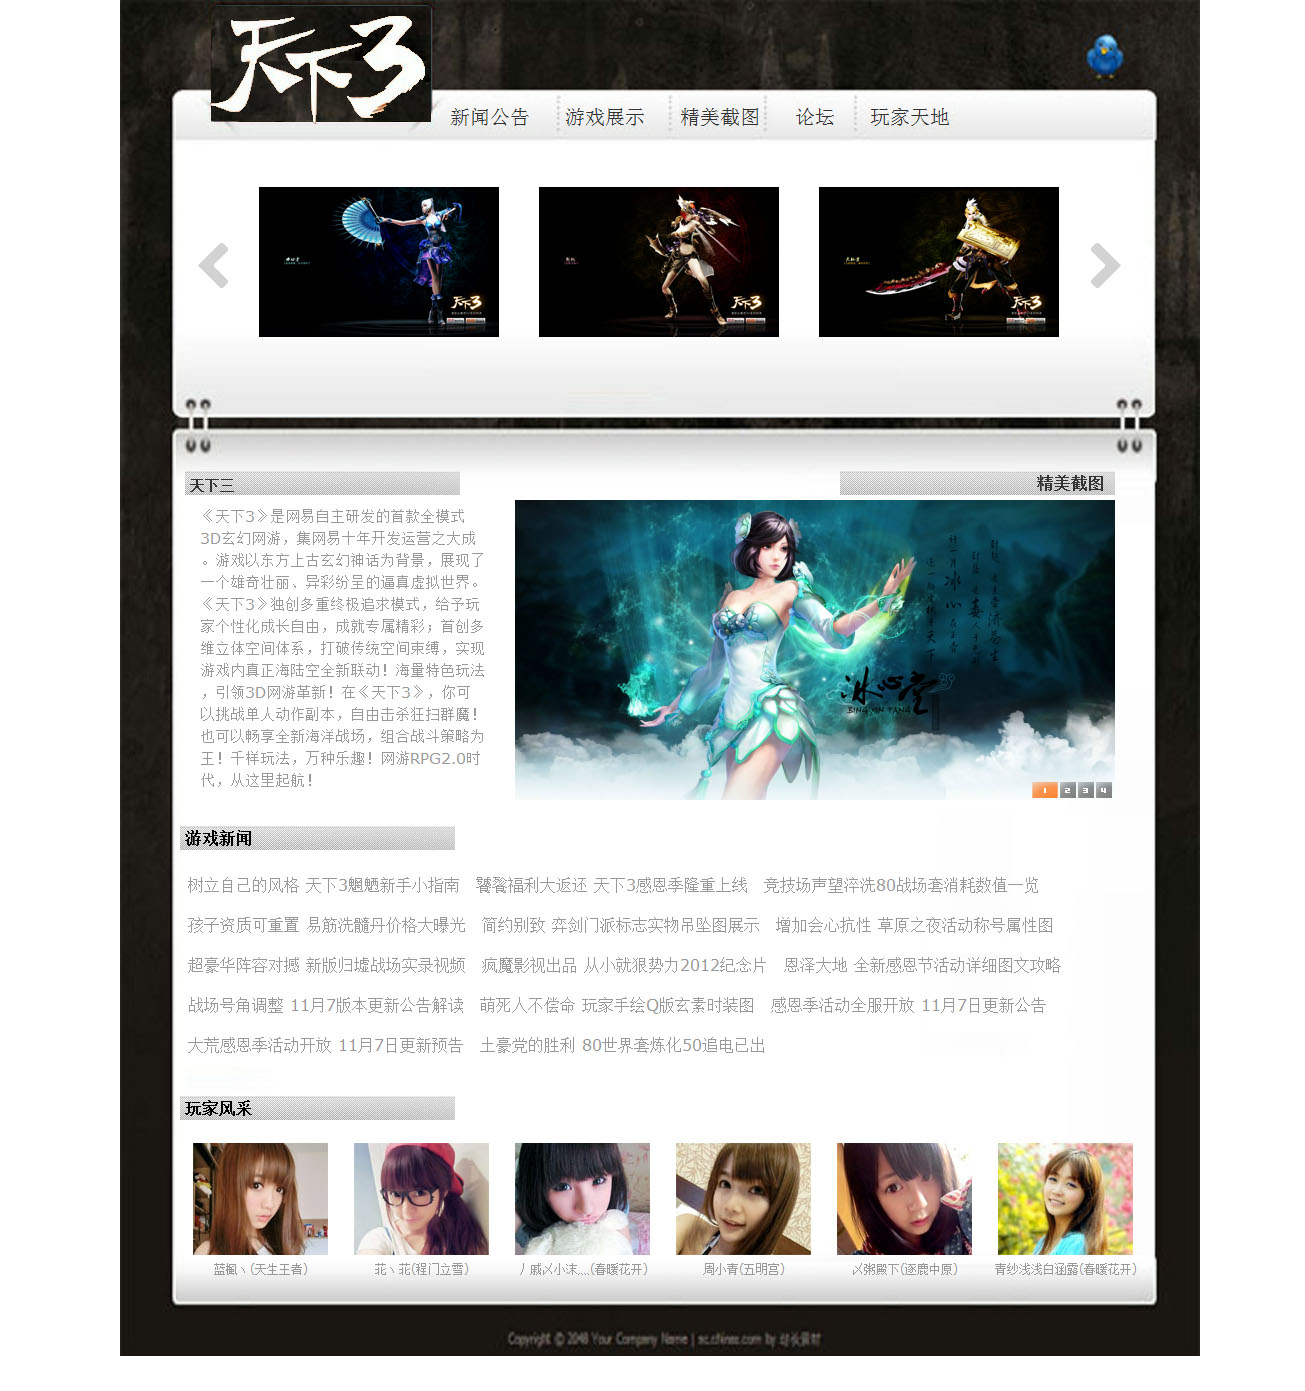 天下3
新闻公告 游戏展示 精美截图 论坛 玩家天地
天下3
天下3
天下3
天下三
精美截图
《天下3》是网易自主研发的首款全模式
3D玄幻网游，集网易十年开发运营之大成
。游戏以东方上古玄幻神话为背景，展现了
一个雄奇壮丽、异彩纷呈的逼真虚拟世界。
《天下3》独创多重终极追求模式，给予玩
家个性化成长自由，成就专属精彩；首创多
维立体空间体系，打破传统空间束缚，实现
游戏内真正海陆空全新联动！海量特色玩法
，引领3D网游革新！在《天下3》，你可
以挑战单人动作副本，自由击杀狂扫群魔！
也可以畅享全新海洋战场，组合战斗策略为
王！千样玩法，万种乐趣！网游RPG2.0时
代，从这里起航！
冰心堂
BING XIN TANG
1 2 3 4
游戏新闻
树立自己的风格 天下3魍魉新手小指南 饕餮福利大返还 天下3感恩季隆重上线 竞技场声望淬洗80战场套消耗数值一览
孩子资质可重置 易筋洗髓丹价格大曝光 简约别致 弈剑门派标志实物吊坠图展示 增加会心抗性 草原之夜活动称号属性图
超豪华阵容对撼 新版归墟战场实录视频 疯魔影视出品 从小就狠势力2012纪念片 恩泽大地 全新感恩节活动详细图文攻略
战场号角调整 11月7版本更新公告解读 萌死人不偿命 玩家手绘Q版玄素时装图 感恩季活动全服开放 11月7日更新公告
大荒感恩季活动开放 11月7日更新预告 土豪党的胜利 80世界套炼化50追电已出
玩家风采
蓝楓ヽ(天生王者) 花ヽ花(程门立雪) 丿戚乄小沫灬(春暖花开) 周小青(五明宫) 乄粥殿下(逐鹿中原) 青纱浅浅白涵露(春暖花开)
Copyright © 2048 Your Company Name | sc.chinaz.com by 站长素材